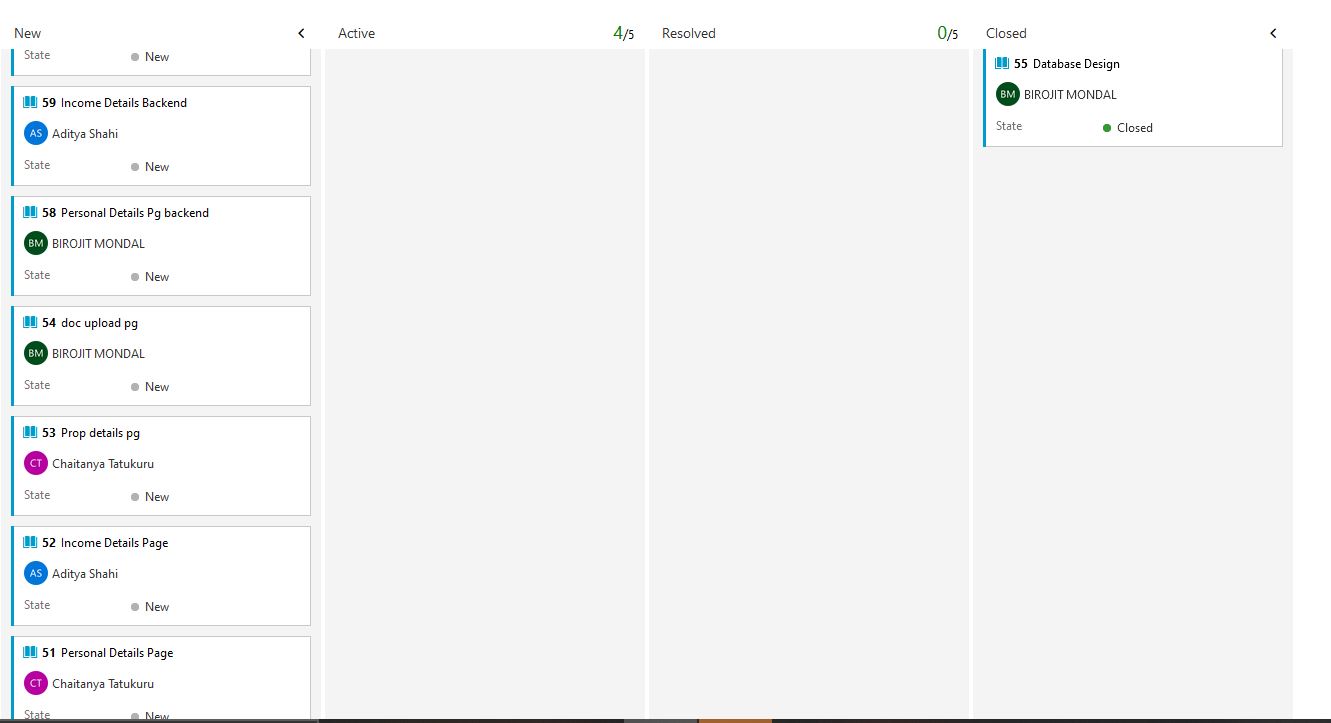 New
Active 4/5
Resolved 0/5
Closed
State New
59 Income Details Backend
AS Aditya Shahi
State New
58 Personal Details Pg backend
BM BIROJIT MONDAL
State New
54 doc upload pg
BM BIROJIT MONDAL
State New
53 Prop details pg
CT Chaitanya Tatukuru
State New
52 Income Details Page
AS Aditya Shahi
State New
51 Personal Details Page
CT Chaitanya Tatukuru
State New
55 Database Design
BM BIROJIT MONDAL
State Closed